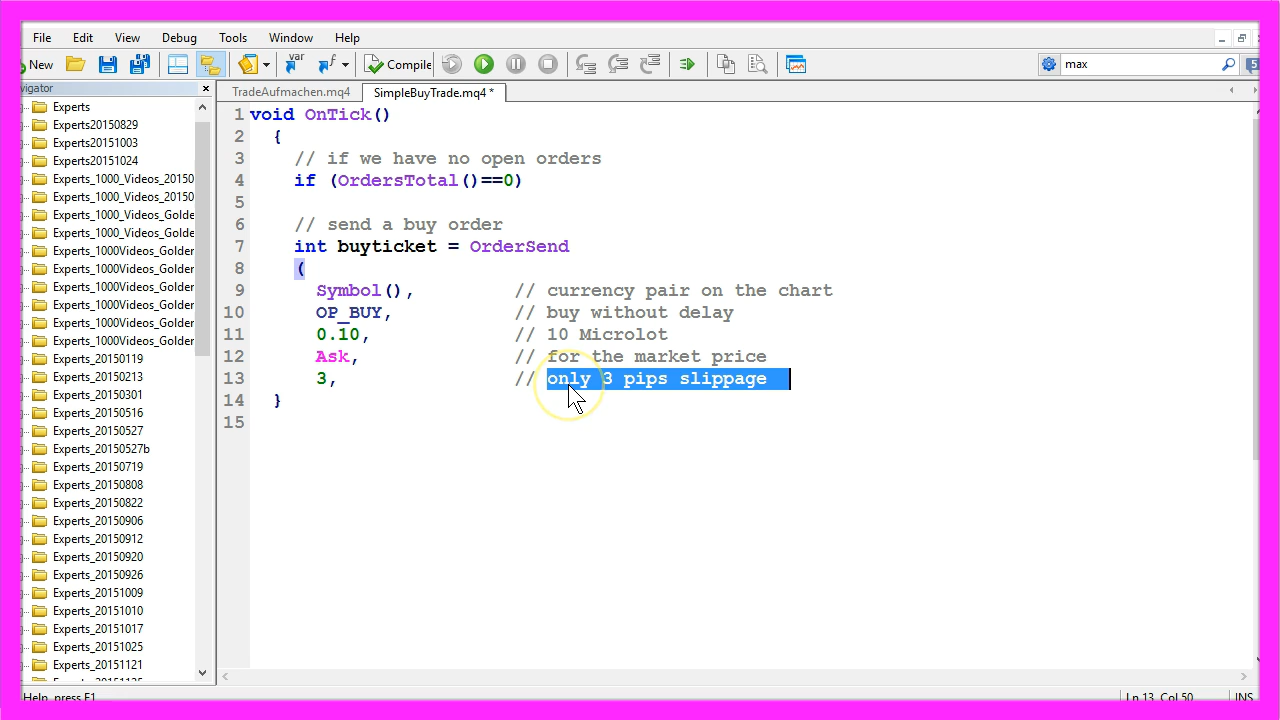 File Edit View Debug Tools Window Help
New Compile max 5
vigator TradeAufmachen.mq4 SimpleBuyTrade.mq4 *
Experts
Experts20150829
Experts20151003
Experts20151024
Experts_1000_Videos_20150
Experts_1000_Videos_20150
Experts_1000_Videos_Golde
Experts_1000_Videos_Golde
Experts_1000Videos_Golder
Experts_1000Videos_Golder
Experts_1000Videos_Golder
Experts_1000Videos_Golder
Experts_1000Videos_Golder
Experts_1000Videos_Golder
Experts_20150119
Experts_20150213
Experts_20150301
Experts_20150516
Experts_20150527
Experts_20150527b
Experts_20150719
Experts_20150808
Experts_20150822
Experts_20150906
Experts_20150912
Experts_20150920
Experts_20150926
Experts_20151009
Experts_20151010
Experts_20151017
Experts_20151025
Experts_20151121
1 void OnTick()
2 {
3 // if we have no open orders
4 if (OrdersTotal()==0)
5
6 // send a buy order
7 int buyticket = OrderSend
8 (
9 Symbol(), // currency pair on the chart
10 OP_BUY, // buy without delay
11 0.10, // 10 Microlot
12 Ask, // for the market price
13 3, // only 3 pips slippage
14 }
15
Help, press F1 Ln 13, Col 50 INS